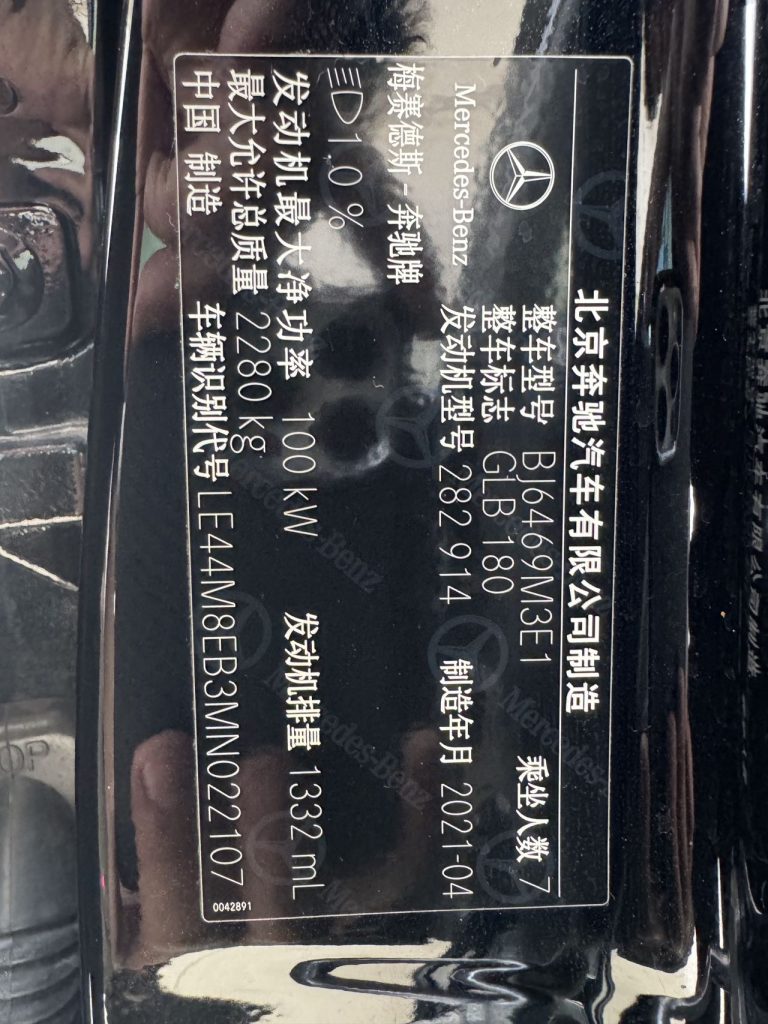 北京奔驰汽车有限公司制造
Mercedes-Benz
梅赛德斯-奔驰牌
整车型号 BJ6469M3E1 乘坐人数 7
整车标志 GLB 180
发动机型号 282 914 制造年月 2021-04
1.0 %
发动机最大净功率 100 kW 发动机排量 1332 mL
最大允许总质量 2280 kg
中国 制造 车辆识别代号 LE44M8EB3MN022107
0042891